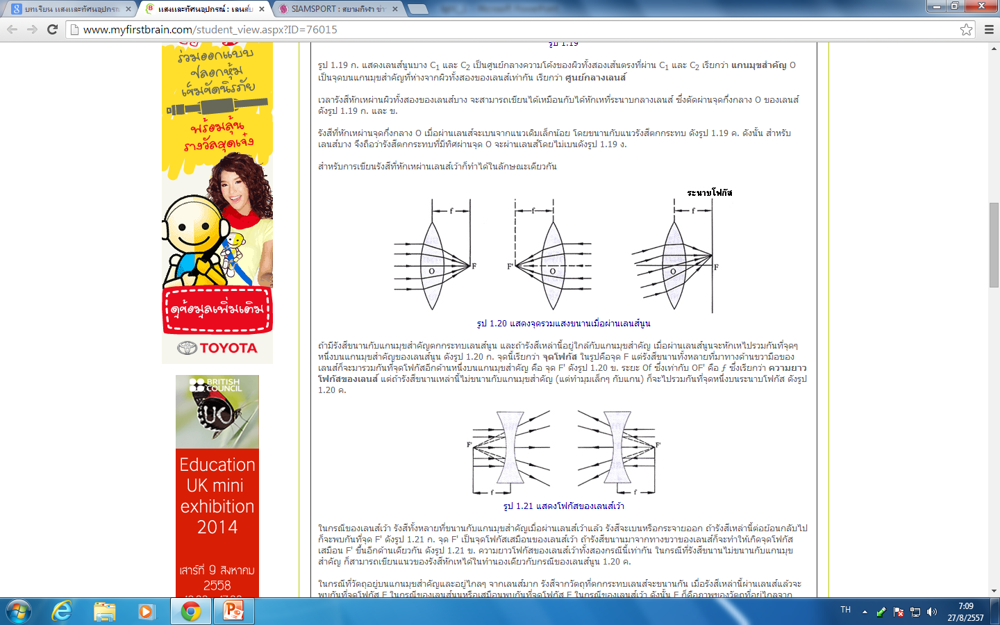 บทเรียน แสงและทัศนอุปกรณ์
แสงและทัศนอุปกรณ์ : เลนส์บ
SIAMSPORT : สยามกีฬา ข่า
www.myfirstbrain.com/student_view.aspx?ID=76015
รูป 1.19
รูป 1.19 ก. แสดงเลนส์นูนบาง C1 และ C2 เป็นศูนย์กลางความโค้งของผิวทั้งสองเส้นตรงที่ผ่าน C1 และ C2 เรียกว่า แกนมุขสำคัญ O
เป็นจุดบนแกนมุขสำคัญที่ห่างจากผิวทั้งสองของเลนส์เท่ากัน เรียกว่า ศูนย์กลางเลนส์
เวลารังสีหักเหผ่านผิวทั้งสองของเลนส์บาง จะสามารถเขียนได้เหมือนกับได้หักเหที่ระนาบกลางเลนส์ ซึ่งตัดผ่านจุดกึ่งกลาง O ของเลนส์
ดังรูป 1.19 ก. และ ข.
รังสีที่หักเหผ่านจุดกึ่งกลาง O เมื่อผ่านเลนส์จะเบนจากแนวเดิมเล็กน้อย โดยขนานกับแนวรังสีตกกระทบ ดังรูป 1.19 ค. ดังนั้น สำหรับ
เลนส์บาง จึงถือว่ารังสีตกกระทบที่มีทิศผ่านจุด O จะผ่านเลนส์โดยไม่เบนดังรูป 1.19 ง.
สำหรับการเขียนรังสีที่หักเหผ่านเลนส์เว้าก็ทำได้ในลักษณะเดียวกัน
ระนาบโฟกัส
f f f
O F F' O O F
รูป 1.20 แสดงจุดรวมแสงขนานเมื่อผ่านเลนส์นูน
ถ้ามีรังสีขนานกับแกนมุขสำคัญตกกระทบเลนส์นูน และถ้ารังสีเหล่านี้อยู่ใกล้กับแกนมุขสำคัญ เมื่อผ่านเลนส์นูนจะหักเหไปรวมกันที่จุดๆ
หนึ่งบนแกนมุขสำคัญของเลนส์นูน ดังรูป 1.20 ก. จุดนี้เรียกว่า จุดโฟกัส ในรูปคือจุด F แต่รังสีขนานทั้งหลายที่มาทางด้านขวามือของ
เลนส์ก็จะมารวมกันที่จุดโฟกัสอีกด้านหนึ่งบนแกนมุขสำคัญ คือ จุด F' ดังรูป 1.20 ข. ระยะ Of ซึ่งเท่ากับ OF' คือ ƒ ซึ่งเรียกว่า ความยาว
โฟกัสของเลนส์ แต่ถ้ารังสีขนานเหล่านี้ไม่ขนานกับแกนมุขสำคัญ (แต่ทำมุมเล็กๆ กับแกน) ก็จะไปรวมกันที่จุดหนึ่งบนระนาบโฟกัส ดังรูป
1.20 ค.
F' F'
f f
รูป 1.21 แสดงโฟกัสของเลนส์เว้า
ในกรณีของเลนส์เว้า รังสีทั้งหลายที่ขนานกับแกนมุขสำคัญเมื่อผ่านเลนส์เว้าแล้ว รังสีจะเบนหรือกระจายออก ถ้ารังสีเหล่านี้ต่อย้อนกลับไป
ก็จะพบกันที่จุด F' ดังรูป 1.21 ก. จุด F' เป็นจุดโฟกัสเสมือนของเลนส์เว้า ถ้ารังสีขนานมาจากทางขวาของเลนส์ก็จะทำให้เกิดจุดโฟกัส
เสมือน F' ขึ้นอีกด้านเดียวกัน ดังรูป 1.21 ข. ความยาวโฟกัสของเลนส์เว้าทั้งสองกรณีนี้เท่ากัน ในกรณีที่รังสีขนานไม่ขนานกับแกนมุข
สำคัญ ก็สามารถเขียนแนวของรังสีหักเหได้ในทำนองเดียวกับกรณีของเลนส์นูน 1.20 ค.
ในกรณีที่วัตถุอยู่บนแกนมุขสำคัญและอยู่ไกลๆ จากเลนส์มาก รังสีจากวัตถุที่ตกกระทบเลนส์จะขนานกัน เมื่อรังสีเหล่านี้ผ่านเลนส์แล้วจะ
พบกันที่จุดโฟกัส F ในกรณีของเลนส์นูนหรือเสมือนพบกันที่จุดโฟกัส F ในกรณีของเลนส์เว้า ดังนั้น F ก็คือภาพของวัตถุที่อยู่ไกลจาก
ร่วมออกแบบ
ปลอกหุ้ม
เข็มขัดนิรภัย
พร้อมลุ้น
รางวัลสุดเจ๋ง
ดูข้อมูลเพิ่มเติม
TOYOTA
BRITISH
COUNCIL
UK
Education
UK mini
exhibition
2014
เสาร์ที่ 9 สิงหาคม
2558
TH
7:09
27/8/2557